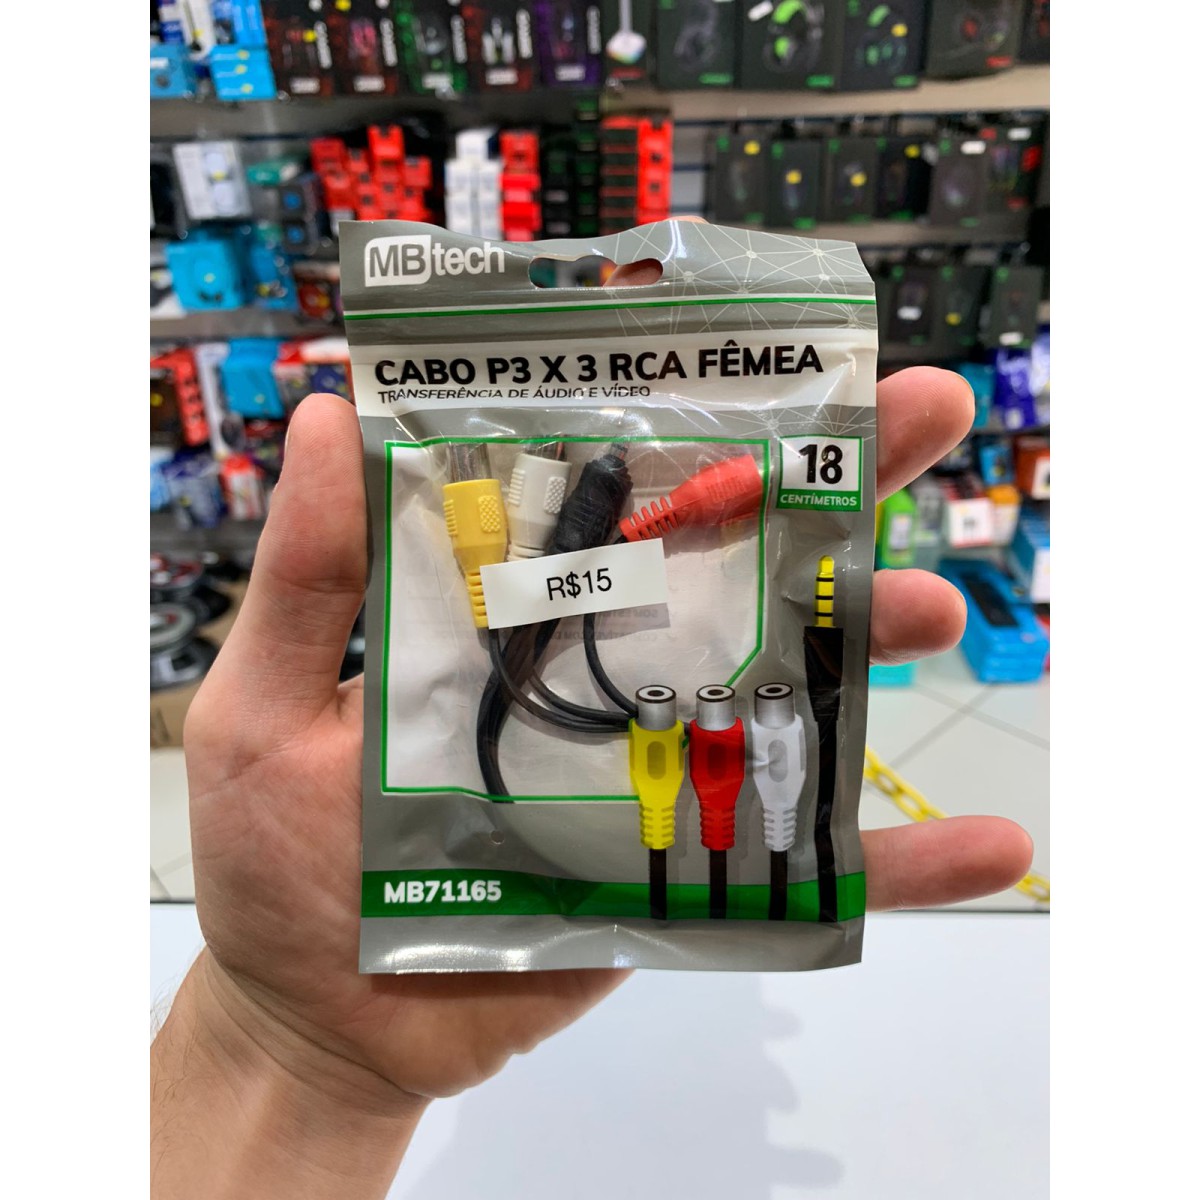 MBtech
CABO P3 X 3 RCA FÊMEA
TRANSFERÊNCIA DE ÁUDIO E VÍDEO
18
CENTÍMETROS
R$15
MB71165